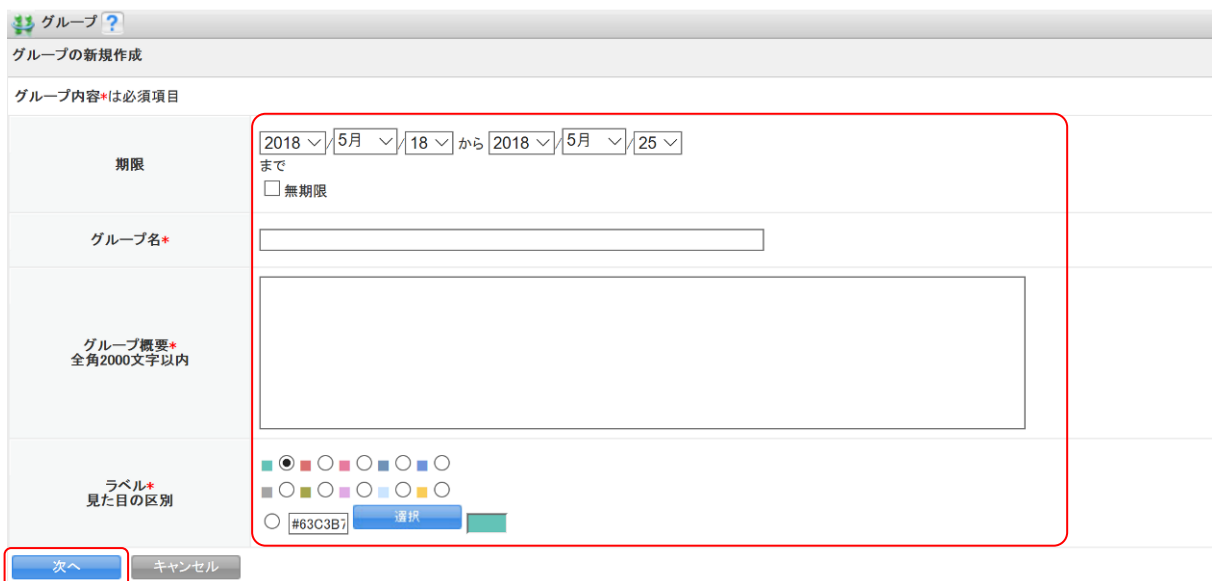 グループ ?
グループの新規作成
グループ内容*は必須項目
期限
2018 / 5月 / 18 から 2018 / 5月 / 25
まで
無期限
グループ名*
グループ概要*
全角2000文字以内
ラベル*
見た目の区別
#63C3B7 選択
次へ キャンセル